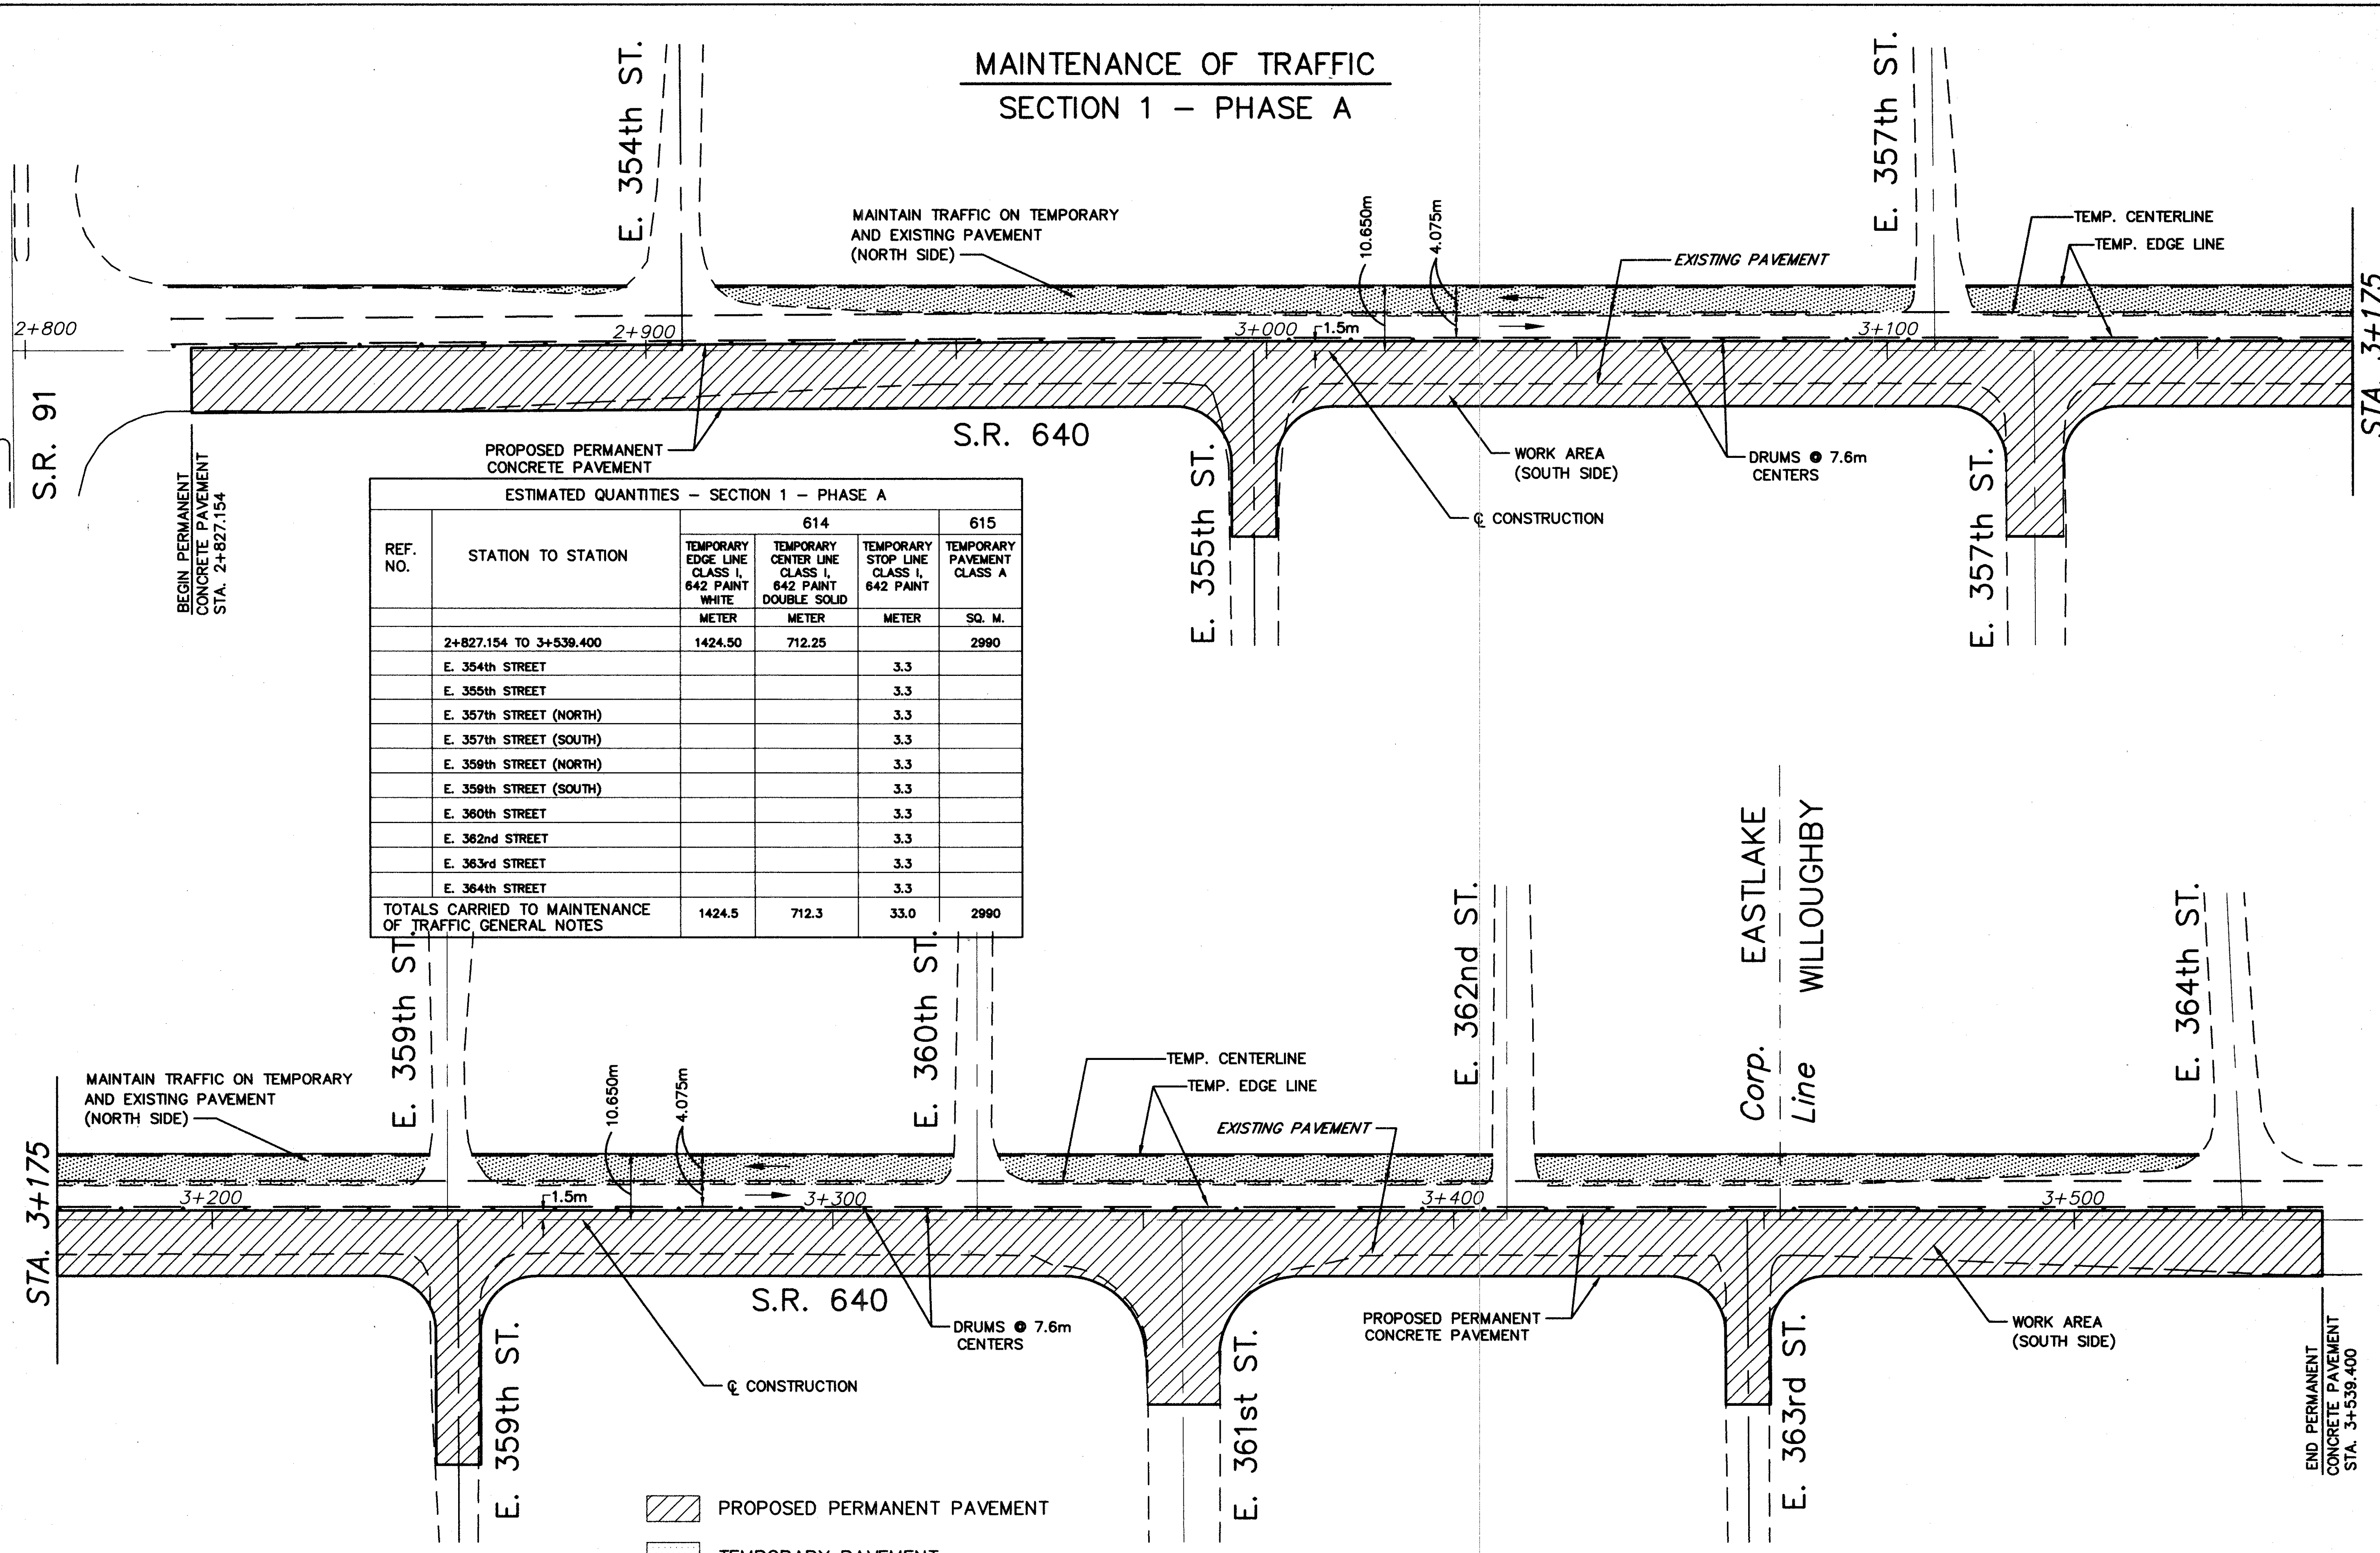 MAINTENANCE OF TRAFFIC
SECTION 1 – PHASE A
E. 354th ST.
E. 357th ST.
MAINTAIN TRAFFIC ON TEMPORARY
AND EXISTING PAVEMENT
(NORTH SIDE)
10.650m
4.075m
EXISTING PAVEMENT
TEMP. CENTERLINE
TEMP. EDGE LINE
2+800
2+900
3+000
1.5m
3+100
STA. 3+175
S.R. 91
BEGIN PERMANENT
CONCRETE PAVEMENT
STA. 2+827.154
PROPOSED PERMANENT
CONCRETE PAVEMENT
S.R. 640
E. 355th ST.
WORK AREA
(SOUTH SIDE)
℄ CONSTRUCTION
DRUMS @ 7.6m
CENTERS
E. 357th ST.
ESTIMATED QUANTITIES – SECTION 1 – PHASE A
614 615
REF. NO. STATION TO STATION
TEMPORARY EDGE LINE CLASS I, 642 PAINT WHITE
TEMPORARY CENTER LINE CLASS I, 642 PAINT DOUBLE SOLID
TEMPORARY STOP LINE CLASS I, 642 PAINT
TEMPORARY PAVEMENT CLASS A
METER METER METER SQ. M.
2+827.154 TO 3+539.400 1424.50 712.25 2990
E. 354th STREET 3.3
E. 355th STREET 3.3
E. 357th STREET (NORTH) 3.3
E. 357th STREET (SOUTH) 3.3
E. 359th STREET (NORTH) 3.3
E. 359th STREET (SOUTH) 3.3
E. 360th STREET 3.3
E. 362nd STREET 3.3
E. 363rd STREET 3.3
E. 364th STREET 3.3
TOTALS CARRIED TO MAINTENANCE
OF TRAFFIC GENERAL NOTES 1424.5 712.3 33.0 2990
E. 359th ST.
E. 360th ST.
E. 362nd ST.
Corp. EASTLAKE
Line WILLOUGHBY
E. 364th ST.
MAINTAIN TRAFFIC ON TEMPORARY
AND EXISTING PAVEMENT
(NORTH SIDE)
10.650m
4.075m
TEMP. CENTERLINE
TEMP. EDGE LINE
EXISTING PAVEMENT
STA. 3+175
3+200
1.5m
3+300
3+400
3+500
S.R. 640
DRUMS @ 7.6m
CENTERS
℄ CONSTRUCTION
E. 359th ST.
E. 361st ST.
PROPOSED PERMANENT
CONCRETE PAVEMENT
E. 363rd ST.
WORK AREA
(SOUTH SIDE)
END PERMANENT
CONCRETE PAVEMENT
STA. 3+539.400
PROPOSED PERMANENT PAVEMENT
TEMPORARY PAVEMENT